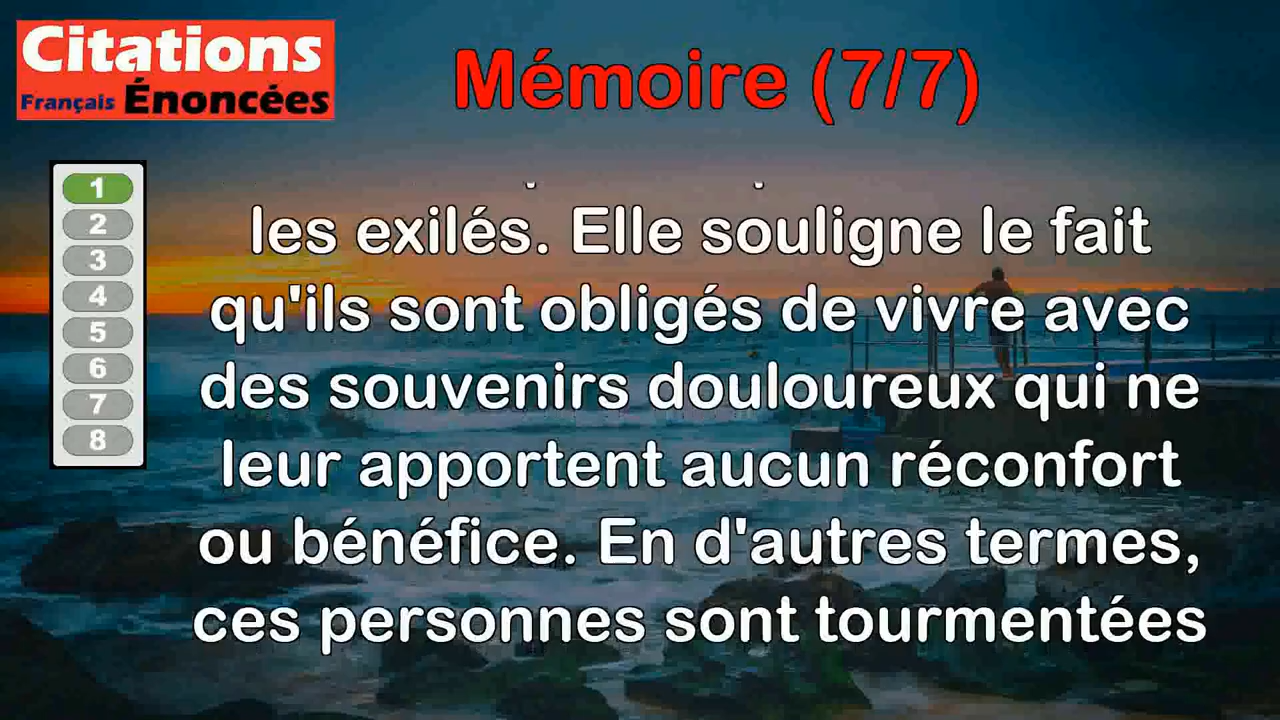 Citations
Français Énoncées
Mémoire (7/7)
1
2
3
4
5
6
7
8
les exilés. Elle souligne le fait
qu'ils sont obligés de vivre avec
des souvenirs douloureux qui ne
leur apportent aucun réconfort
ou bénéfice. En d'autres termes,
ces personnes sont tourmentées